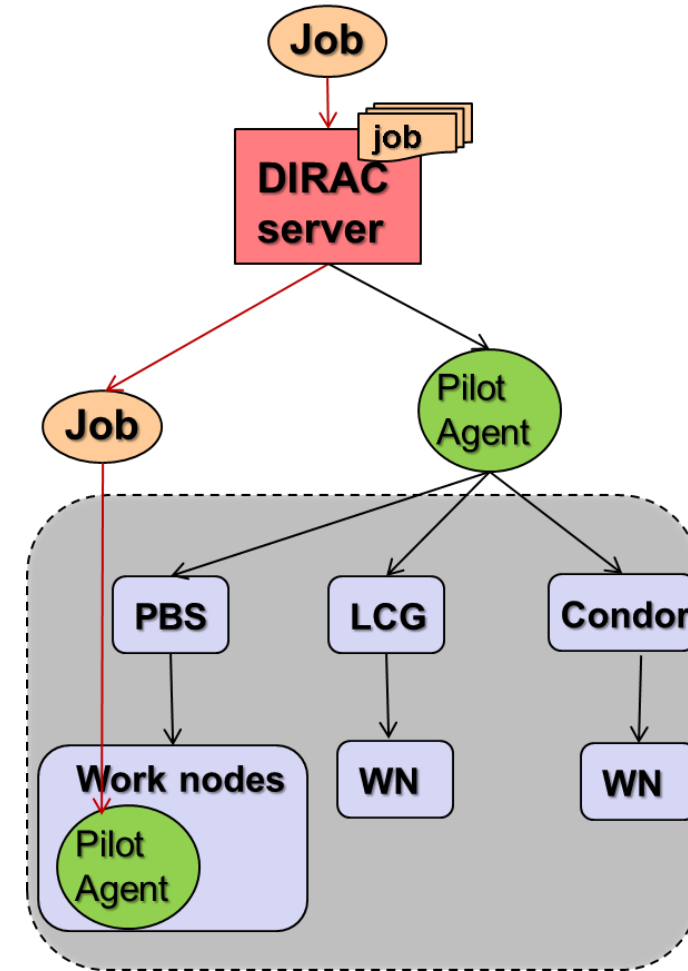 Job
job
DIRAC
server
Job
Pilot
Agent
PBS
LCG
Condor
Work nodes
WN
WN
Pilot
Agent